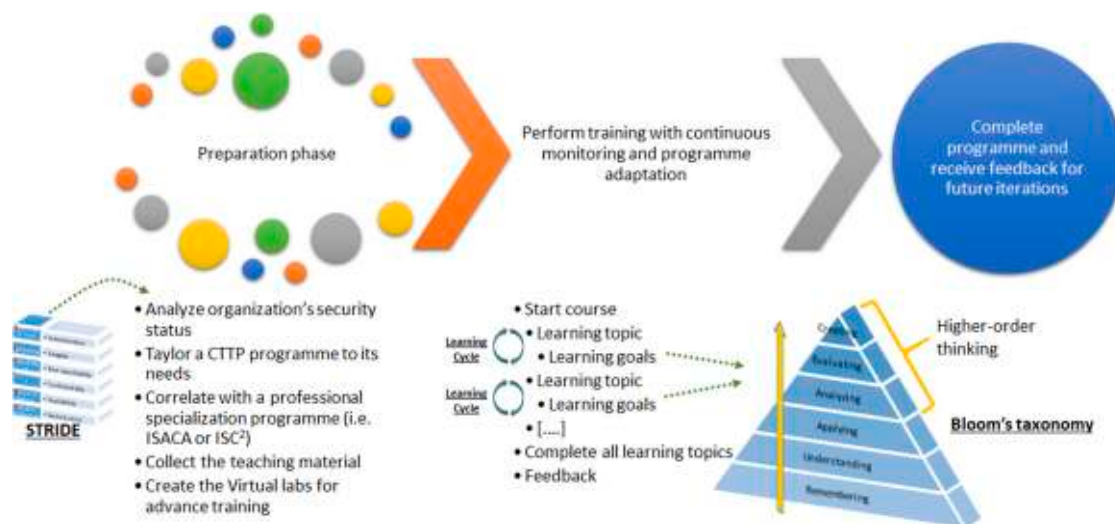 Preparation phase
Perform training with continuous
monitoring and programme
adaptation
Complete
programme and
receive feedback for
future iterations
STRIDE
• Analyze organization's security
status
• Taylor a CTTP programme to its
needs
• Correlate with a professional
specialization programme (i.e.
ISACA or ISC²)
• Collect the teaching material
• Create the Virtual labs for
advance training
• Start course
Learning
Cycle
• Learning topic
• Learning goals
Learning
Cycle
• Learning topic
• Learning goals
• [....]
• Complete all learning topics
• Feedback
Creating
Evaluating
Analyzing
Applying
Understanding
Remembering
Higher-order
thinking
Bloom's taxonomy